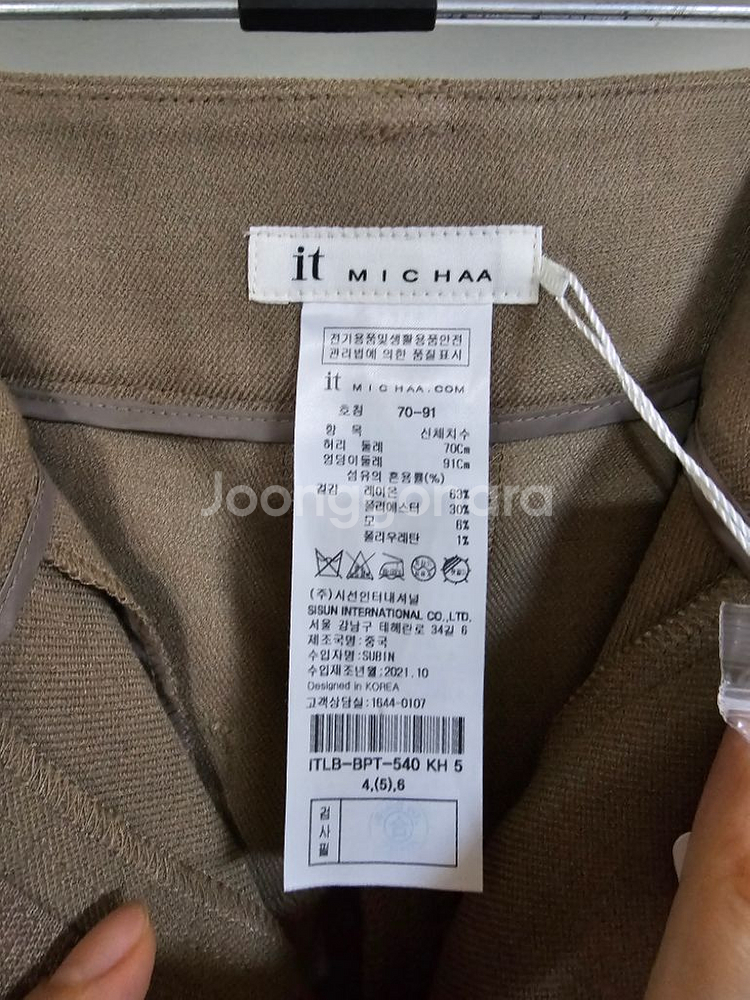 it MICHAA
전기용품및생활용품안전
관리법에 의한 품질표시
it MICHAA.COM
호칭 70-91
항 목 신체치수
허리 둘레 70Cm
엉덩이둘레 91Cm
섬유의 혼용률(%)
겉감 레이온 63%
폴리에스터 30%
모 6%
폴리우레탄 1%
Joonggonara
(주)시선인터내셔널
SISUN INTERNATIONAL CO.,LTD.
서울 강남구 테헤란로 34길 6
제조국명:중국
수입자명:SUBIN
수입제조년월:2021.10
Designed in KOREA
고객상담실:1644-0107
ITLB-BPT-540 KH 5
4,(5),6
검사필